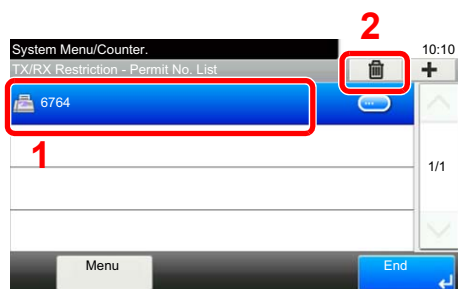 2
System Menu/Counter.
10:10
TX/RX Restriction - Permit No. List
6764
1
1/1
Menu
End